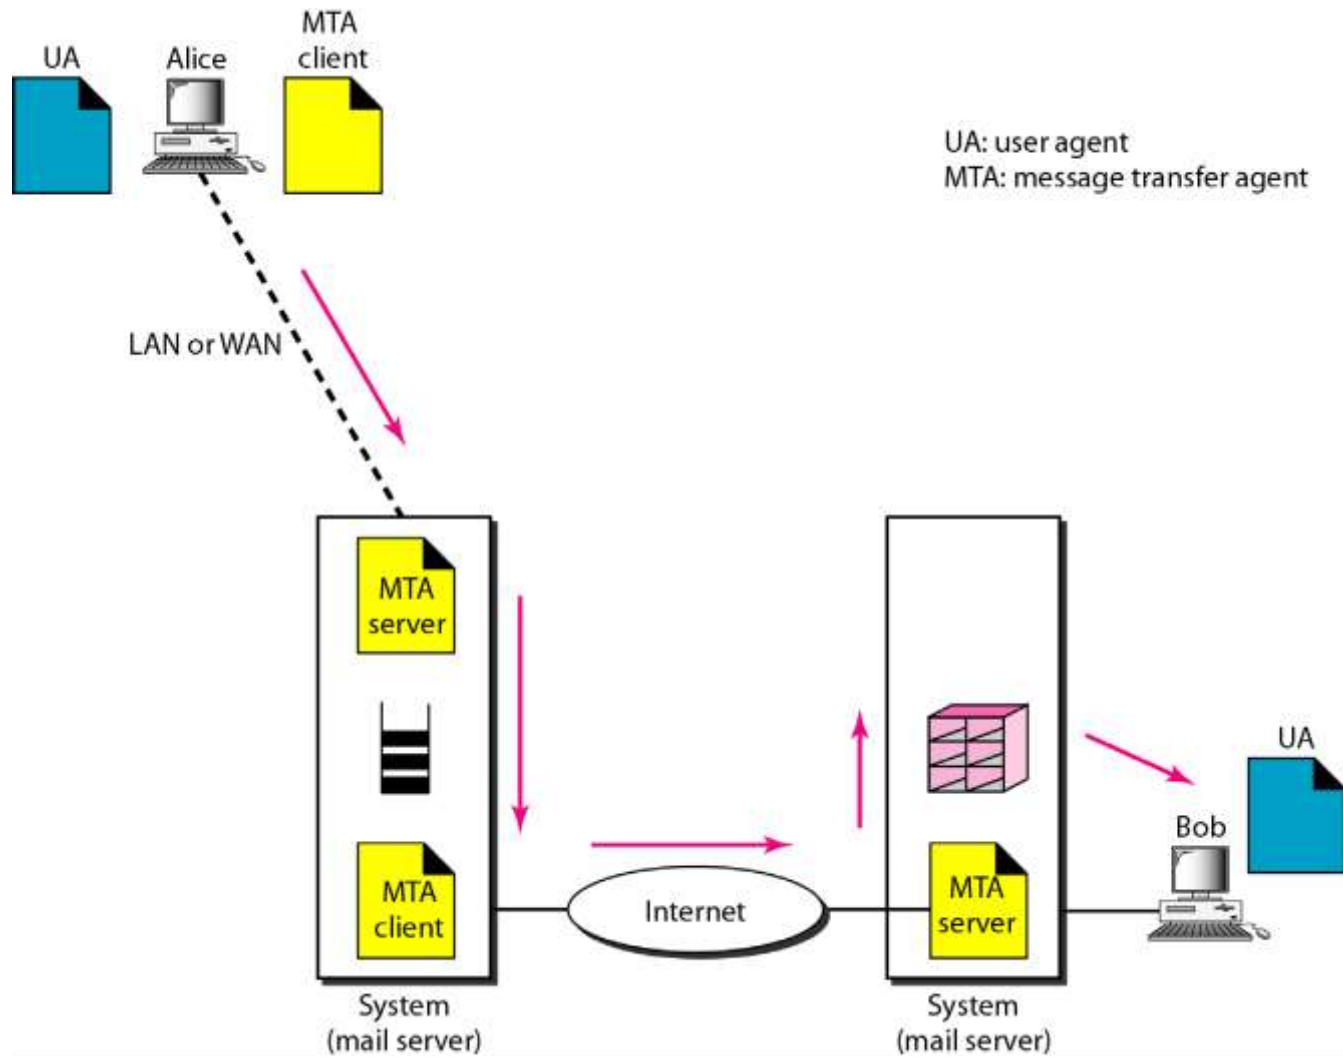 MTA
client
UA
Alice
UA: user agent
MTA: message transfer agent
LAN or WAN
MTA
server
MTA
client
Internet
MTA
server
UA
Bob
System
(mail server)
System
(mail server)